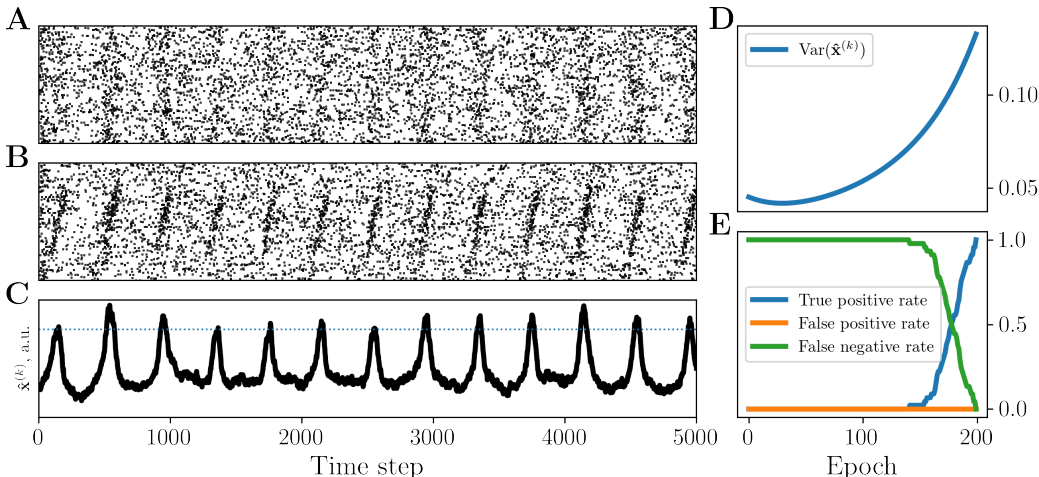 A
B
C
x̂⁽ᵏ⁾, a.u.
0 1000 2000 3000 4000 5000
Time step
D
Var(x̂⁽ᵏ⁾)
0.10
0.05
E
1.0
True positive rate
False positive rate
False negative rate
0.5
0.0
0 100 200
Epoch